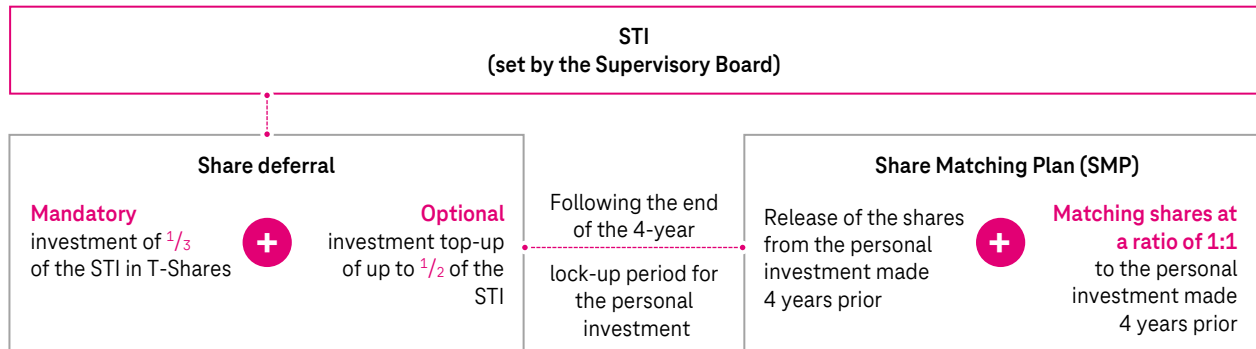 STI
(set by the Supervisory Board)
Share deferral
Mandatory
investment of 1/3
of the STI in T-Shares
+
Optional
investment top-up
of up to 1/2 of the
STI
Following the end
of the 4-year
lock-up period for
the personal
investment
Share Matching Plan (SMP)
Release of the shares
from the personal
investment made
4 years prior
+
Matching shares at
a ratio of 1:1
to the personal
investment made
4 years prior